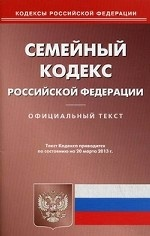 КОДЕКСЫ РОССИЙСКОЙ ФЕДЕРАЦИИ
СЕМЕЙНЫЙ
КОДЕКС
РОССИЙСКОЙ ФЕДЕРАЦИИ
ОФИЦИАЛЬНЫЙ ТЕКСТ
Текст Кодекса приводится
по состоянию на 20 марта 2015 г.